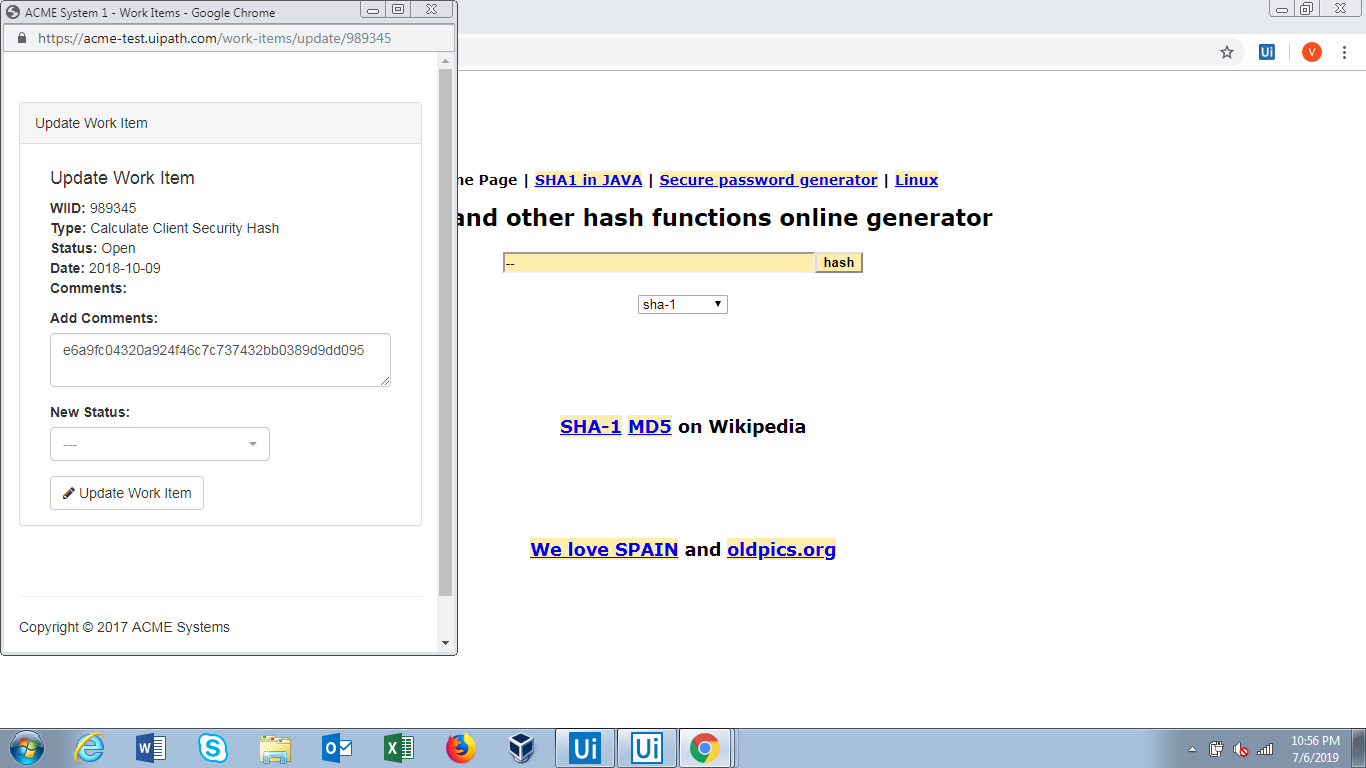 ACME System 1 - Work Items - Google Chrome
https://acme-test.uipath.com/work-items/update/989345
Update Work Item
Update Work Item
WIID: 989345
Type: Calculate Client Security Hash
Status: Open
Date: 2018-10-09
Comments:
Add Comments:
e6a9fc04320a924f46c7c737432bb0389d9dd095
New Status:
---
Update Work Item
Copyright © 2017 ACME Systems
Ui
V
Page | SHA1 in JAVA | Secure password generator | Linux
and other hash functions online generator
--
hash
sha-1
SHA-1 MD5 on Wikipedia
We love SPAIN and oldpics.org
Ui
Ui
10:56 PM
7/6/2019